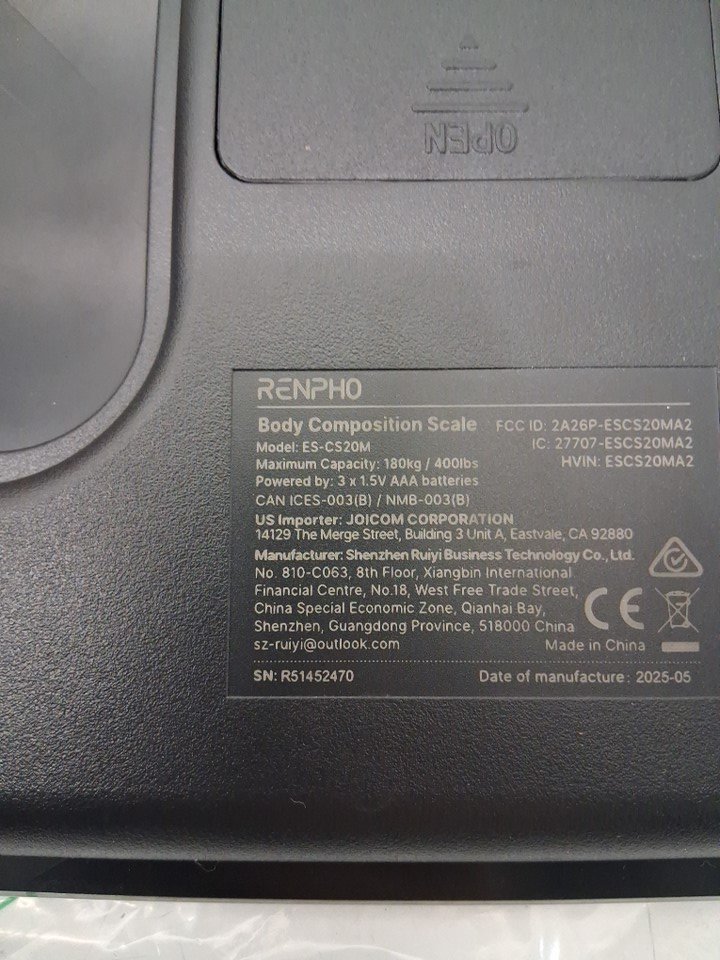 OPEN
RENPHO
Body Composition Scale FCC ID: 2A26P-ESCS20MA2
Model: ES-CS20M IC: 27707-ESCS20MA2
Maximum Capacity: 180kg / 400lbs HVIN: ESCS20MA2
Powered by: 3 x 1.5V AAA batteries
CAN ICES-003(B) / NMB-003(B)
US Importer: JOICOM CORPORATION
14129 The Merge Street, Building 3 Unit A, Eastvale, CA 92880
Manufacturer: Shenzhen Ruiyi Business Technology Co., Ltd.
No. 810-C063, 8th Floor, Xiangbin International
Financial Centre, No.18, West Free Trade Street,
China Special Economic Zone, Qianhai Bay,
Shenzhen, Guangdong Province, 518000 China
CE
sz-ruiyi@outlook.com Made in China
SN: R51452470 Date of manufacture: 2025-05